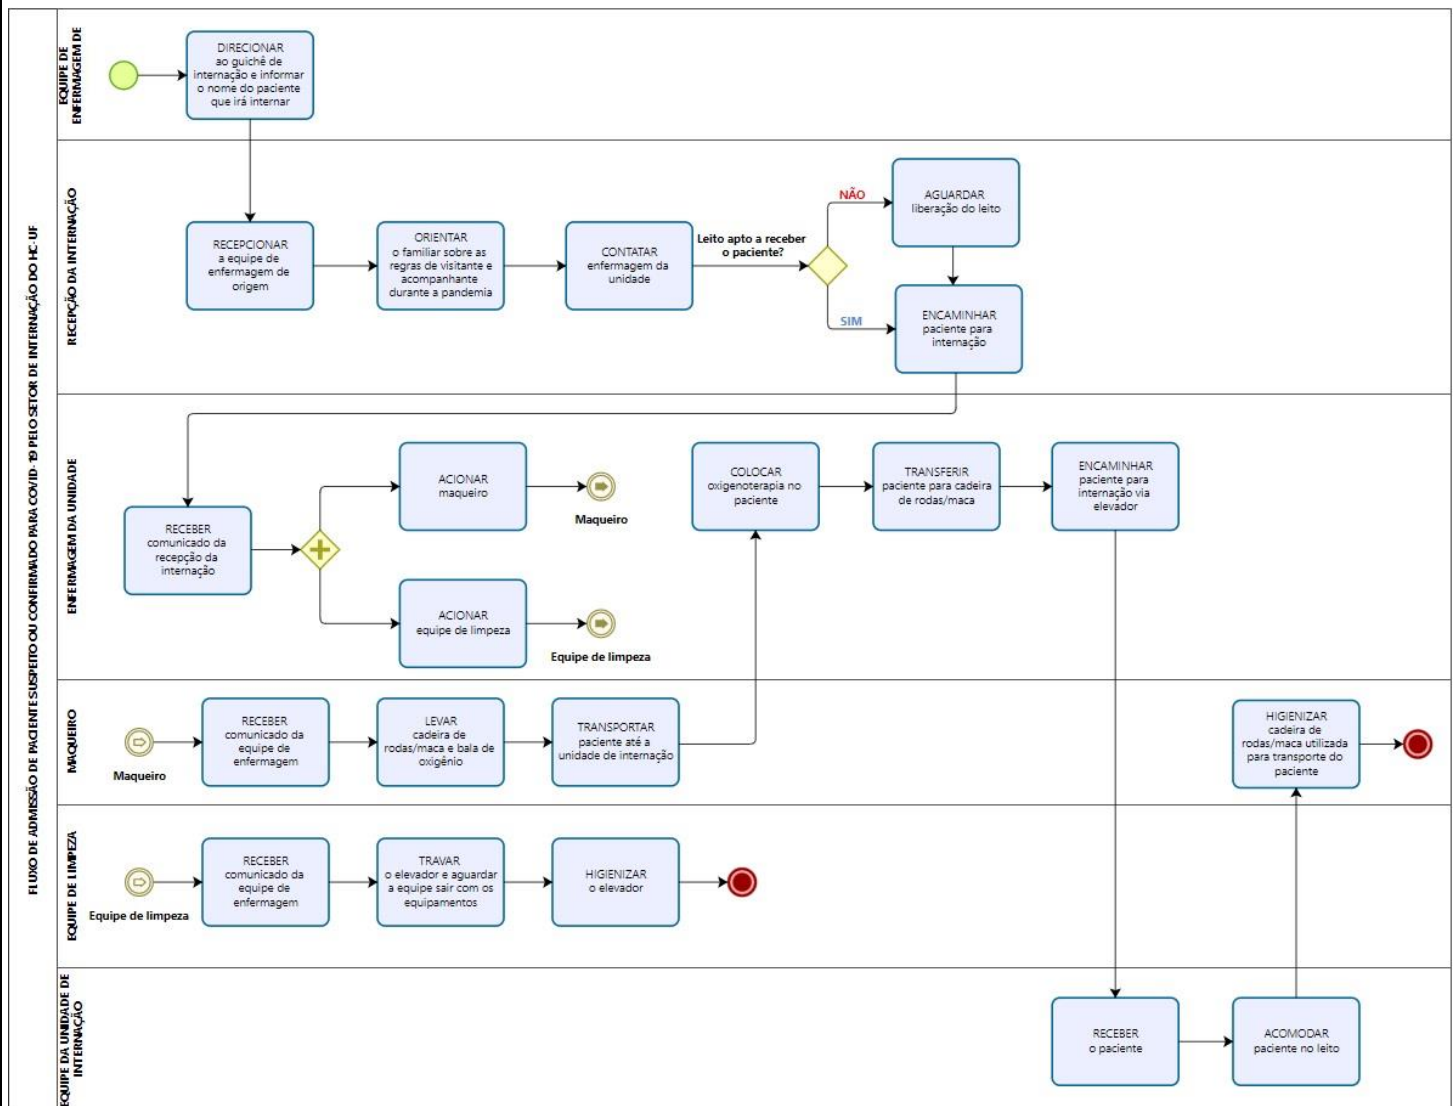 FLUXO DE ADMISSÃO DE PACIENTE SUSPEITO OU CONFIRMADO PARA COVID-19 PELO SETOR DE INTERNAÇÃO DO HC-UF
EQUIPE DE
ENFERMAGEM DE
DIRECIONAR
ao guichê de
internação e informar
o nome do paciente
que irá internar
RECEPÇÃO DA INTERNAÇÃO
RECEPCIONAR
a equipe de
enfermagem de
origem
ORIENTAR
o familiar sobre as
regras de visitante e
acompanhante
durante a pandemia
CONTATAR
enfermagem da
unidade
Leito apto a receber
o paciente?
NÃO
AGUARDAR
liberação do leito
SIM
ENCAMINHAR
paciente para
internação
ENFERMAGEM DA UNIDADE
RECEBER
comunicado da
recepção da
internação
ACIONAR
maqueiro
Maqueiro
ACIONAR
equipe de limpeza
Equipe de limpeza
COLOCAR
oxigenoterapia no
paciente
TRANSFERIR
paciente para cadeira
de rodas/maca
ENCAMINHAR
paciente para
internação via
elevador
MAQUEIRO
Maqueiro
RECEBER
comunicado da
equipe de
enfermagem
LEVAR
cadeira de
rodas/maca e bala de
oxigênio
TRANSPORTAR
paciente até a
unidade de internação
HIGIENIZAR
cadeira de
rodas/maca utilizada
para transporte do
paciente
EQUIPE DE LIMPEZA
Equipe de limpeza
RECEBER
comunicado da
equipe de
enfermagem
TRAVAR
o elevador e aguardar
a equipe sair com os
equipamentos
HIGIENIZAR
o elevador
EQUIPE DA UNIDADE DE
INTERNAÇÃO
RECEBER
o paciente
ACOMODAR
paciente no leito